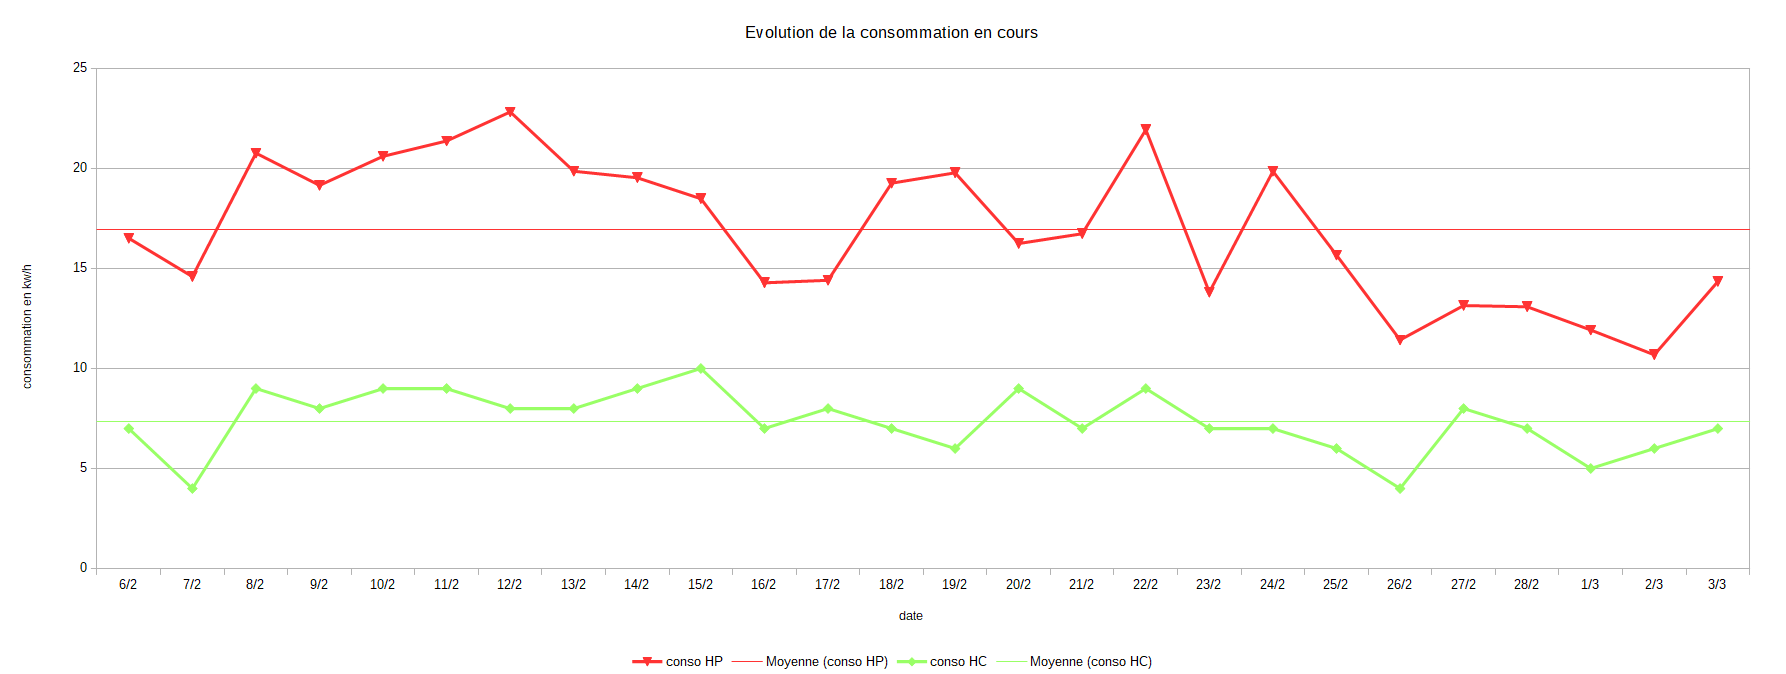 Evolution de la consommation en cours
25
20
15
10
5
0
consommation en kw/h
6/2 7/2 8/2 9/2 10/2 11/2 12/2 13/2 14/2 15/2 16/2 17/2 18/2 19/2 20/2 21/2 22/2 23/2 24/2 25/2 26/2 27/2 28/2 1/3 2/3 3/3
date
conso HP Moyenne (conso HP) conso HC Moyenne (conso HC)